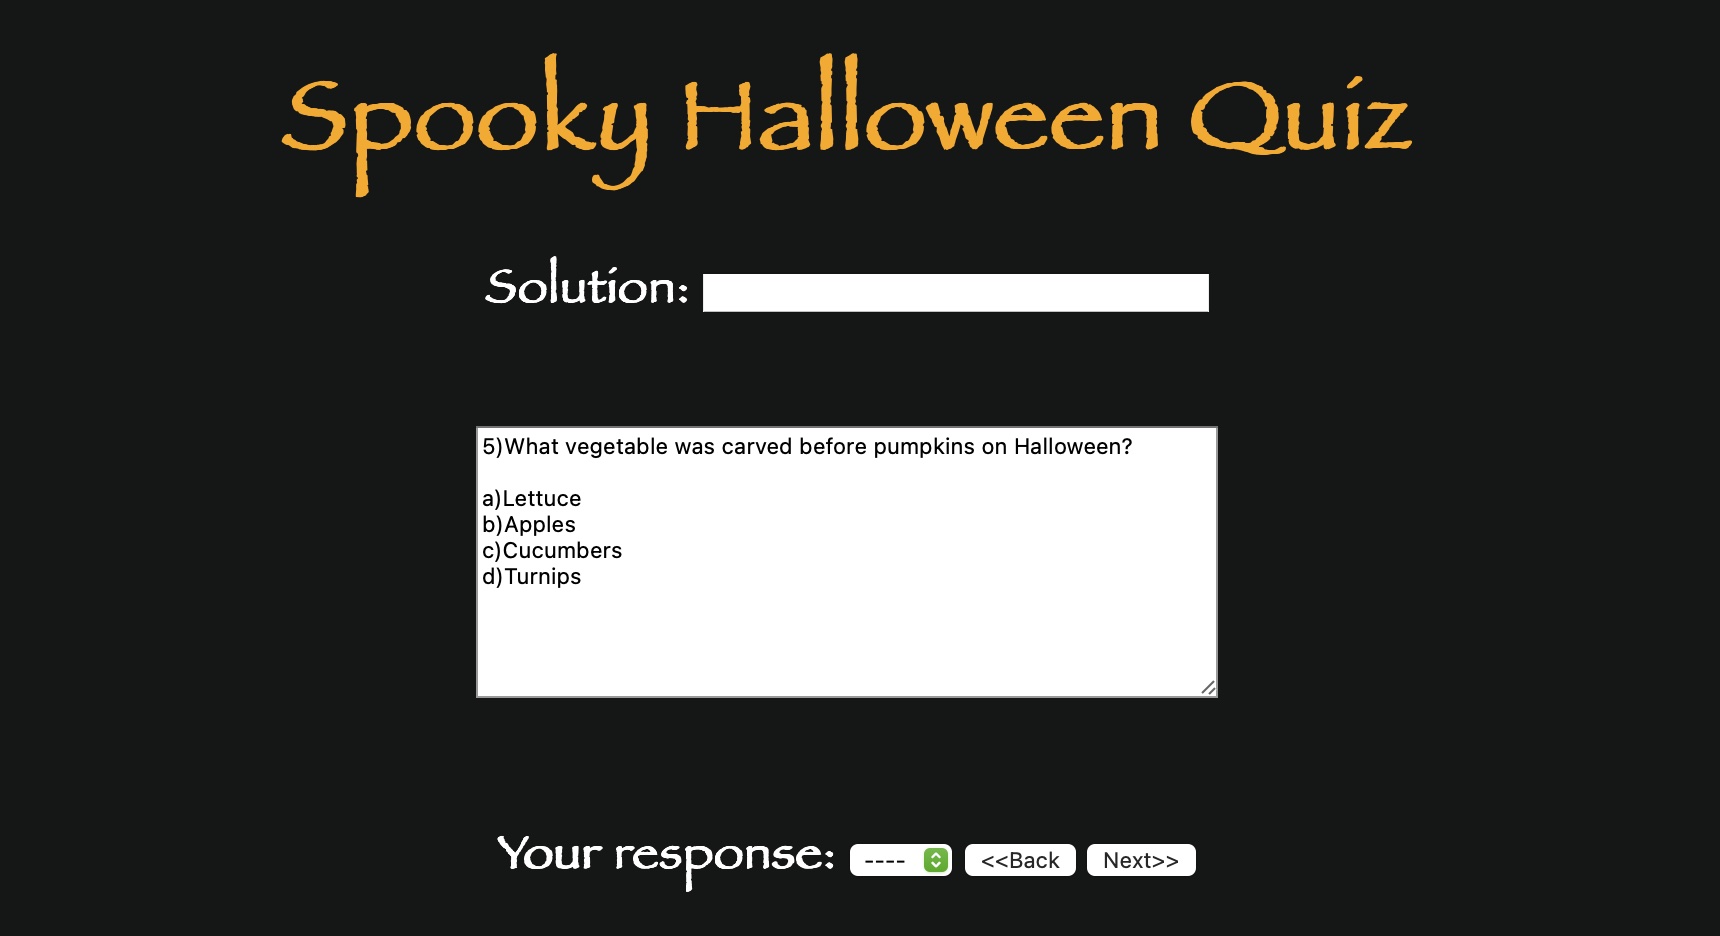 Spooky Halloween Quiz
Solution:
5)What vegetable was carved before pumpkins on Halloween?
a)Lettuce
b)Apples
c)Cucumbers
d)Turnips
Your response: ---- <<Back Next>>